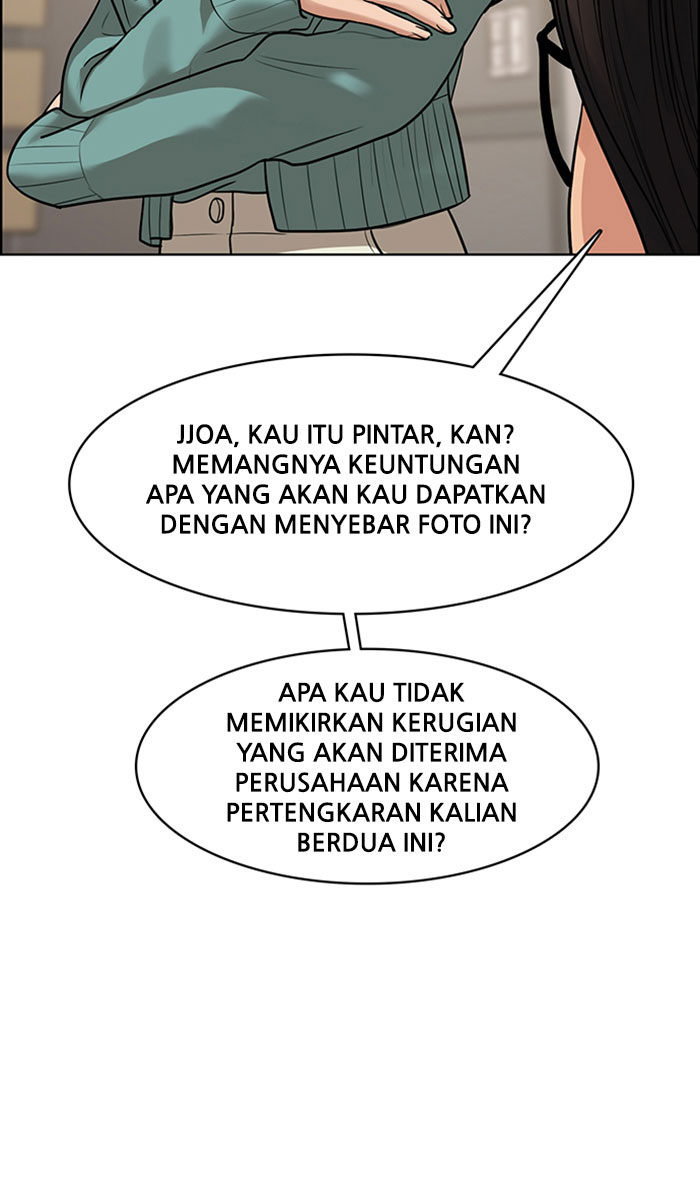 JJOA, KAU ITU PINTAR, KAN?
MEMANGNYA KEUNTUNGAN
APA YANG AKAN KAU DAPATKAN
DENGAN MENYEBAR FOTO INI?
APA KAU TIDAK
MEMIKIRKAN KERUGIAN
YANG AKAN DITERIMA
PERUSAHAAN KARENA
PERTENGKARAN KALIAN
BERDUA INI?